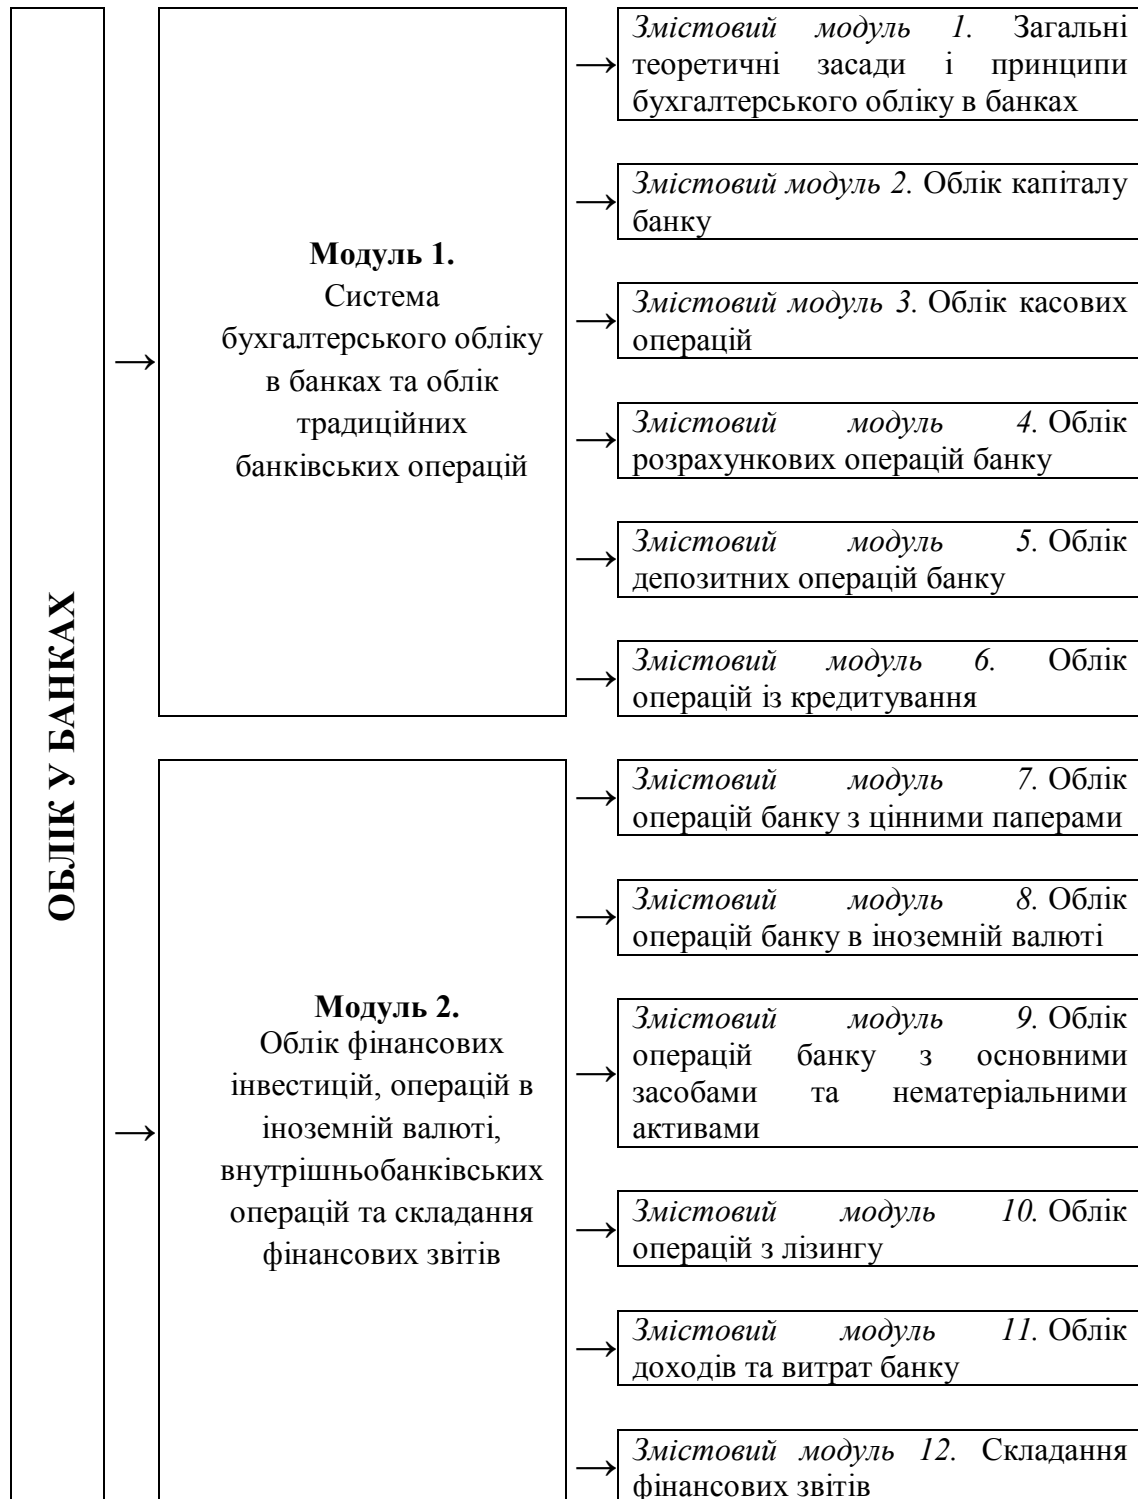 ОБЛІК У БАНКАХ
Модуль 1.
Система
бухгалтерського обліку
в банках та облік
традиційних
банківських операцій
Змістовий модуль 1. Загальні
теоретичні засади і принципи
бухгалтерського обліку в банках
Змістовий модуль 2. Облік капіталу
банку
Змістовий модуль 3. Облік касових
операцій
Змістовий модуль 4. Облік
розрахункових операцій банку
Змістовий модуль 5. Облік
депозитних операцій банку
Змістовий модуль 6. Облік
операцій із кредитування
Модуль 2.
Облік фінансових
інвестицій, операцій в
іноземній валюті,
внутрішньобанківських
операцій та складання
фінансових звітів
Змістовий модуль 7. Облік
операцій банку з цінними паперами
Змістовий модуль 8. Облік
операцій банку в іноземній валюті
Змістовий модуль 9. Облік
операцій банку з основними
засобами та нематеріальними
активами
Змістовий модуль 10. Облік
операцій з лізингу
Змістовий модуль 11. Облік
доходів та витрат банку
Змістовий модуль 12. Складання
фінансових звітів